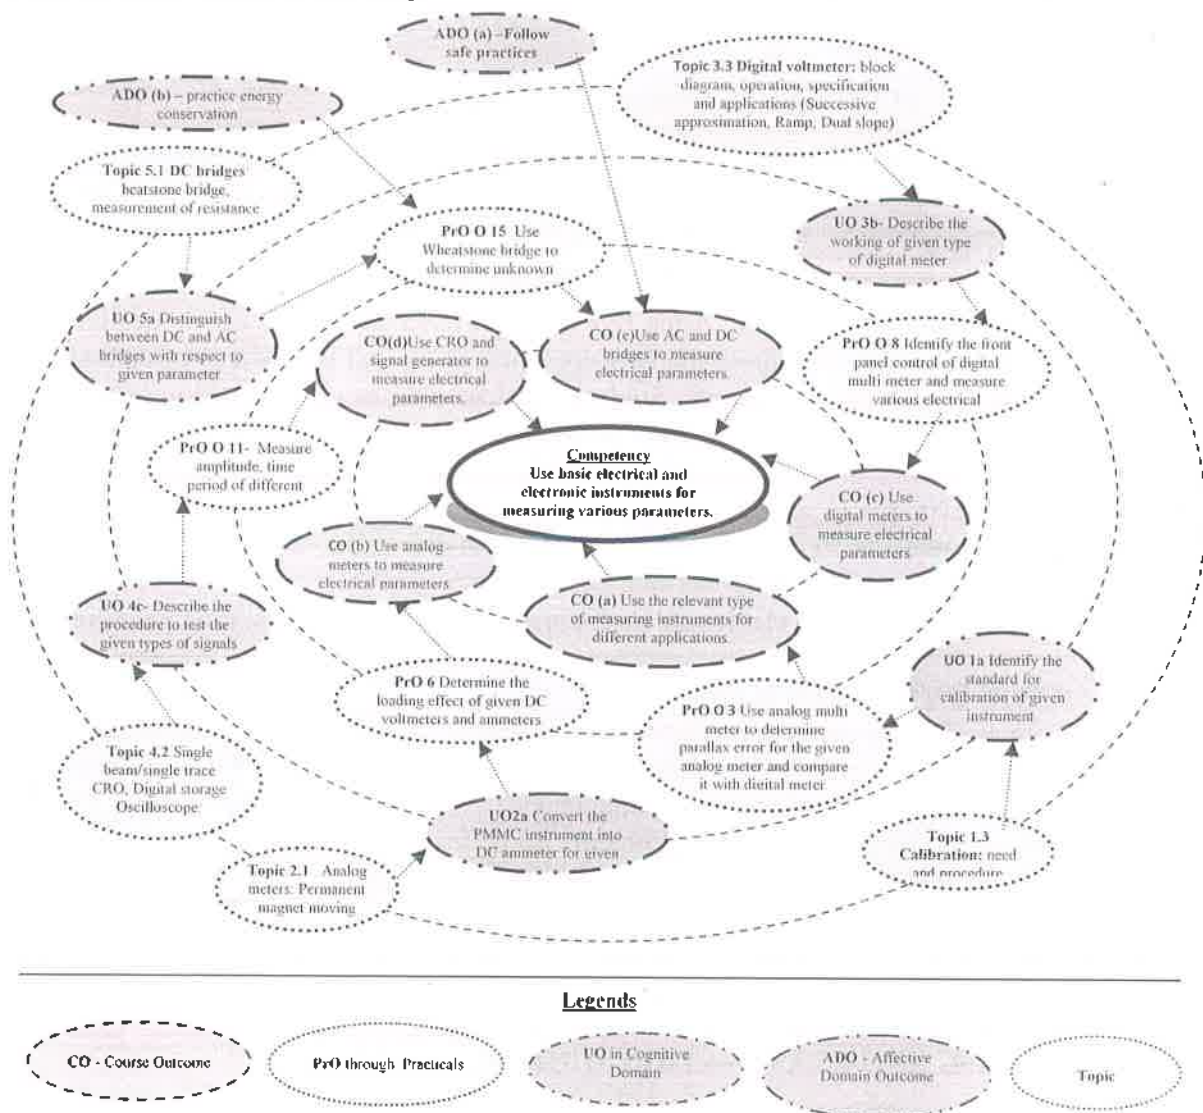 ADO (a) –Follow
safe practices
Topic 3.3 Digital voltmeter: block
diagram, operation, specification
and applications (Successive
approximation, Ramp, Dual slope)
ADO (b) – practice energy
conservation
Topic 5.1 DC bridges
heatstone bridge,
measurement of resistance
PrO O 15 Use
Wheatstone bridge to
determine unknown
UO 3b- Describe the
working of given type
of digital meter
UO 5a Distinguish
between DC and AC
bridges with respect to
given parameter
CO(d)Use CRO and
signal generator to
measure electrical
parameters.
CO (e)Use AC and DC
bridges to measure
electrical parameters.
PrO O 8 Identify the front
panel control of digital
multi meter and measure
various electrical
PrO O 11- Measure
amplitude, time
period of different
Competency
Use basic electrical and
electronic instruments for
measuring various parameters.
CO (c) Use
digital meters to
measure electrical
parameters
CO (b) Use analog
meters to measure
electrical parameters
UO 4c- Describe the
procedure to test the
given types of signals
CO (a) Use the relevant type
of measuring instruments for
different applications.
UO 1a Identify the
standard for
calibration of given
instrument
PrO 6 Determine the
loading effect of given DC
voltmeters and ammeters
PrO O 3 Use analog multi
meter to determine
parallax error for the given
analog meter and compare
it with digital meter
Topic 4.2 Single
beam/single trace
CRO, Digital storage
Oscilloscope
UO2a Convert the
PMMC instrument into
DC ammeter for given
Topic 1.3
Calibration: need
and procedure
Topic 2.1 Analog
meters: Permanent
magnet moving
Legends
CO - Course Outcome
PrO through Practicals
UO in Cognitive
Domain
ADO - Affective
Domain Outcome
Topic